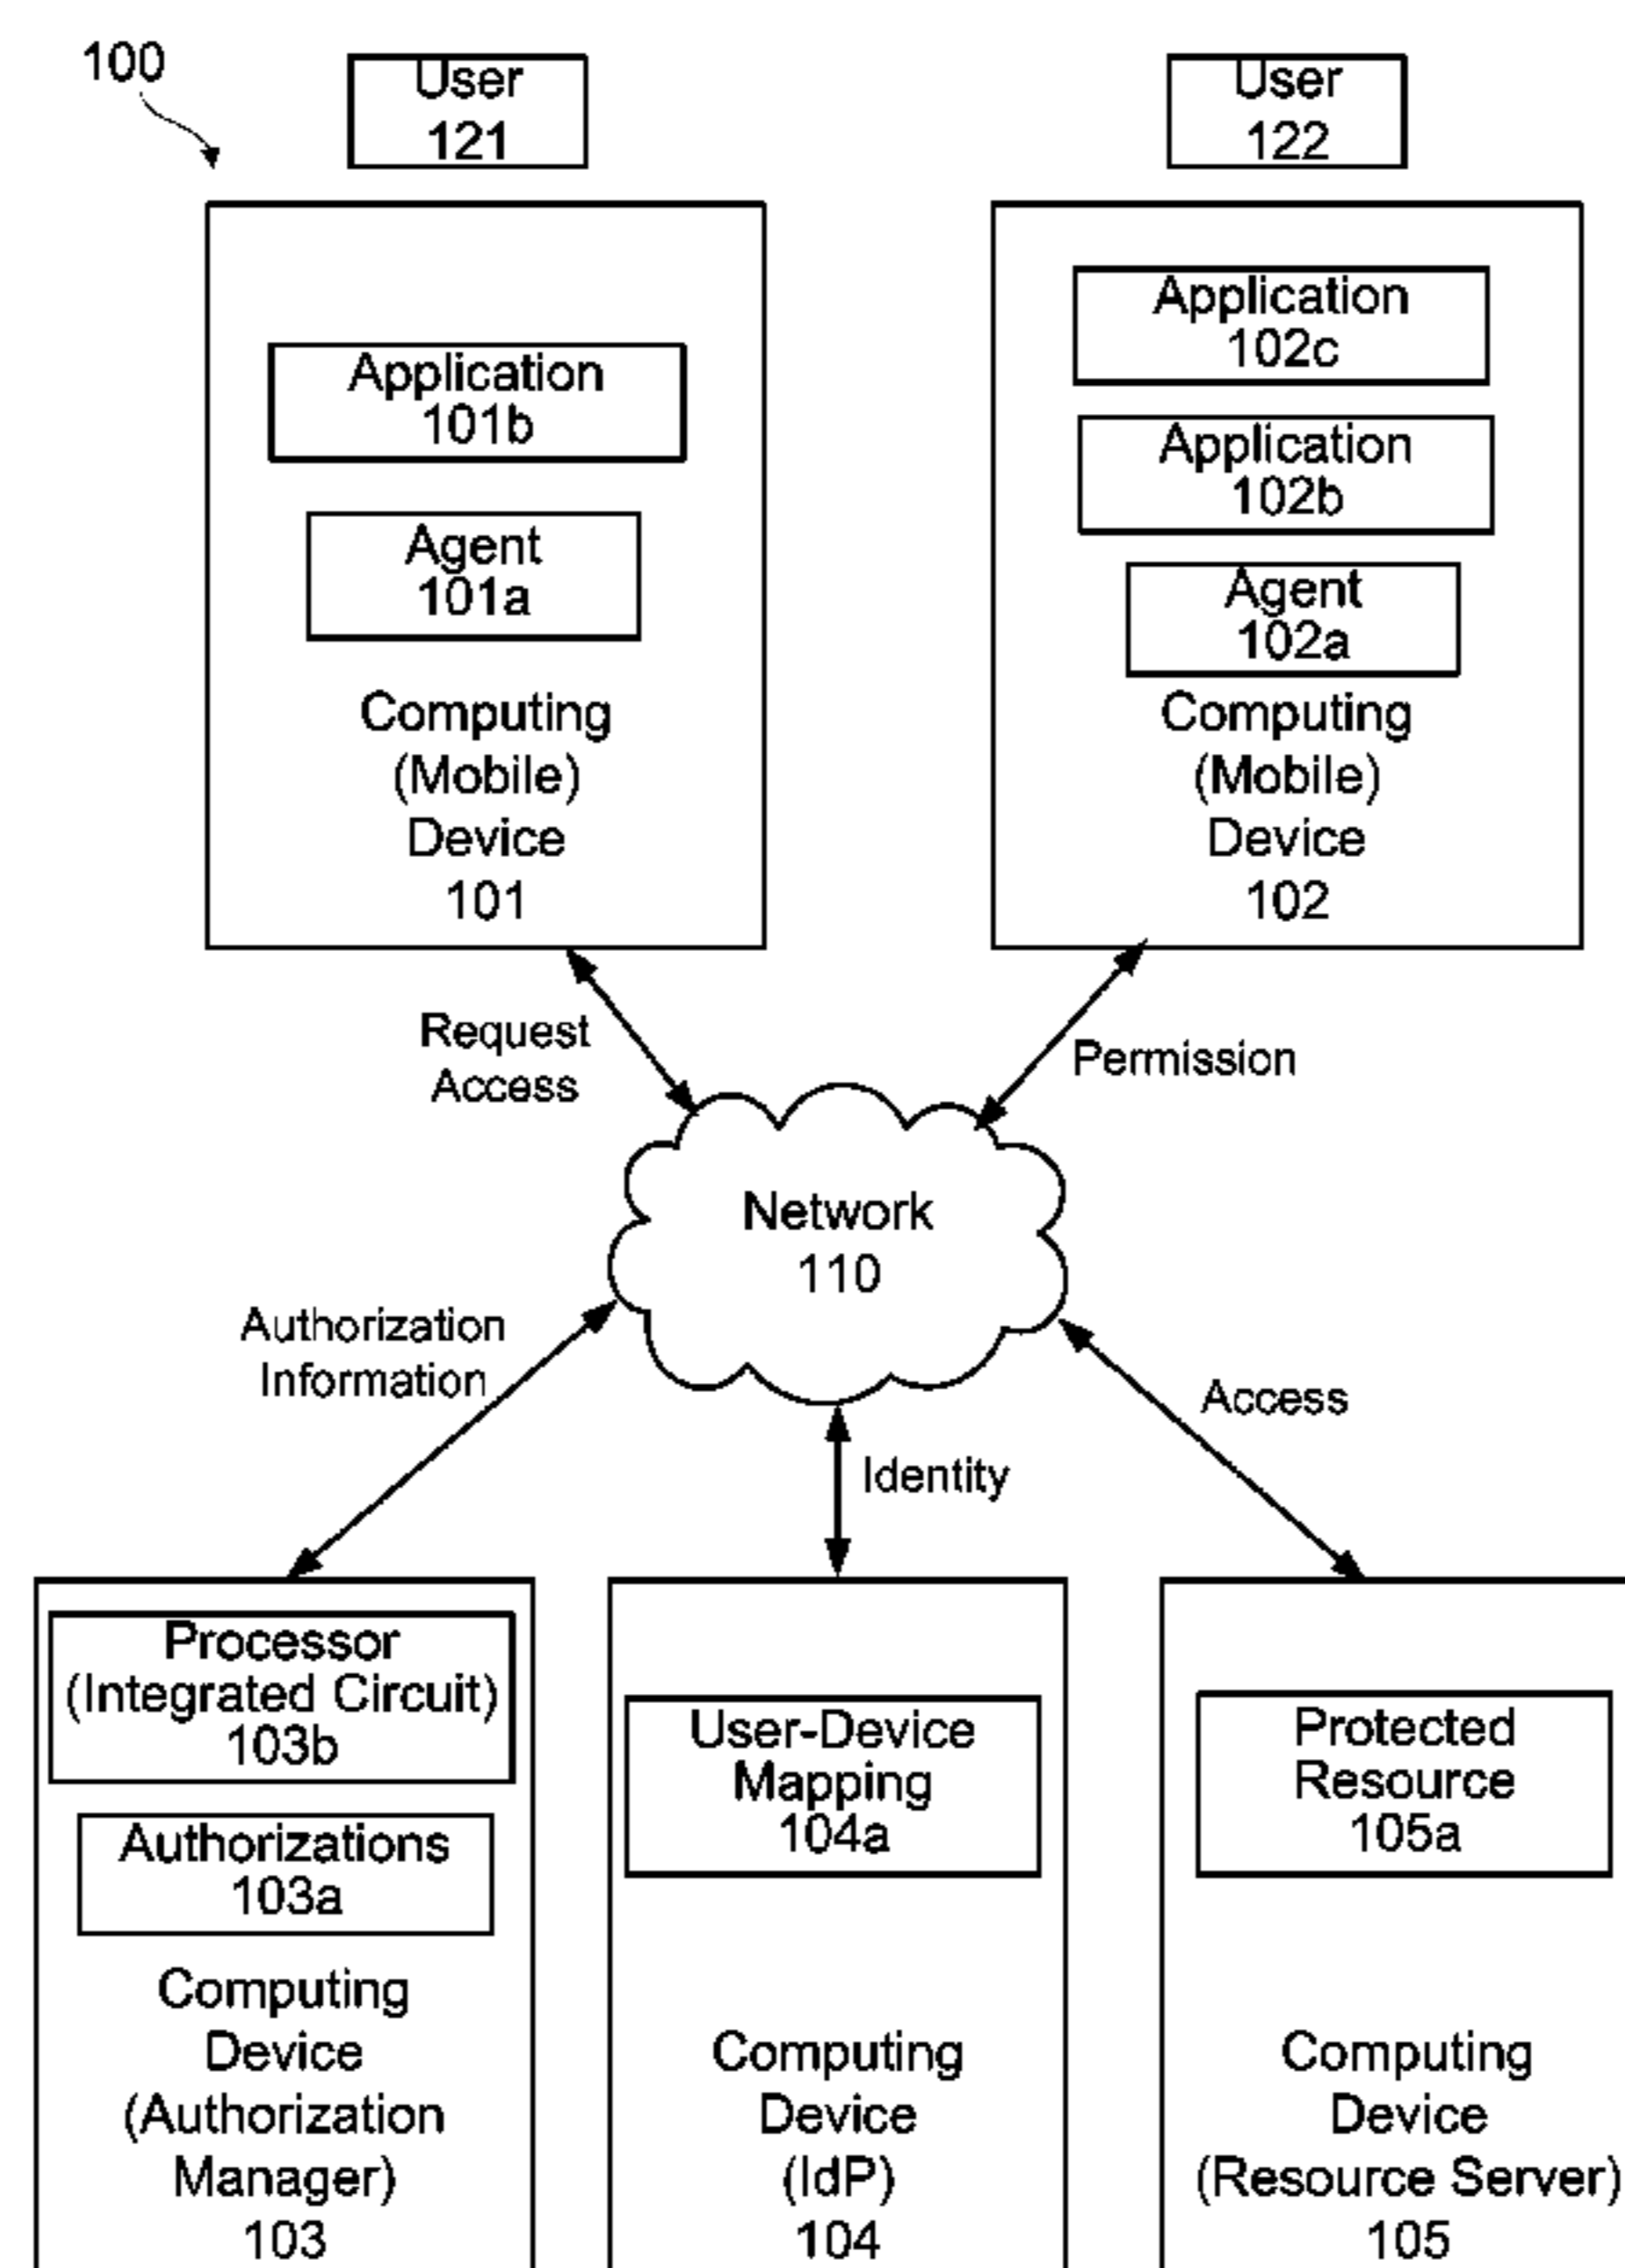 100
User
121
User
122
Application
101b
Agent
101a
Computing
(Mobile)
Device
101
Application
102c
Application
102b
Agent
102a
Computing
(Mobile)
Device
102
Request
Access
Permission
Network
110
Authorization
Information
Identity
Access
Processor
(Integrated Circuit)
103b
Authorizations
103a
Computing
Device
(Authorization
Manager)
103
User-Device
Mapping
104a
Computing
Device
(IdP)
104
Protected
Resource
105a
Computing
Device
(Resource Server)
105